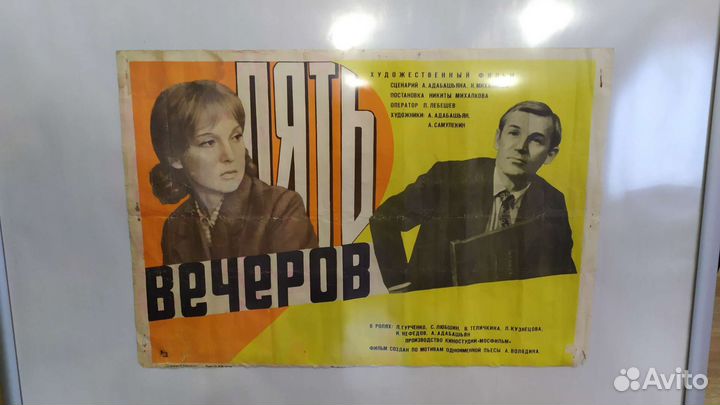 ПЯТЬ
ВЕЧЕРОВ
ХУДОЖЕСТВЕННЫЙ ФИЛЬМ
СЦЕНАРИЙ А. АДАБАШЬЯНА, Н. МИХАЛКОВА
ПОСТАНОВКА НИКИТЫ МИХАЛКОВА
ОПЕРАТОР П. ЛЕБЕШЕВ
ХУДОЖНИКИ: А. АДАБАШЬЯН,
А. САМУЛЕКИН
В РОЛЯХ: Л. ГУРЧЕНКО, С. ЛЮБШИН, В. ТЕЛИЧКИНА, Л. КУЗНЕЦОВА,
И. НЕФЕДОВ, А. АДАБАШЬЯН
ПРОИЗВОДСТВО КИНОСТУДИИ «МОСФИЛЬМ»
ФИЛЬМ СОЗДАН ПО МОТИВАМ ОДНОИМЕННОЙ ПЬЕСЫ А. ВОЛОДИНА
Avito